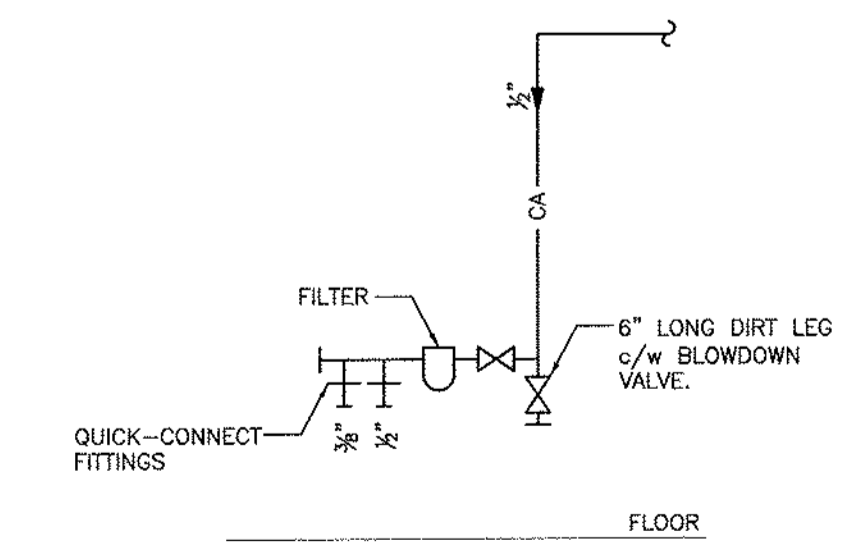 ½"
CA
FILTER
6" LONG DIRT LEG
c/w BLOWDOWN
VALVE.
QUICK-CONNECT
FITTINGS
⅜"
½"
FLOOR